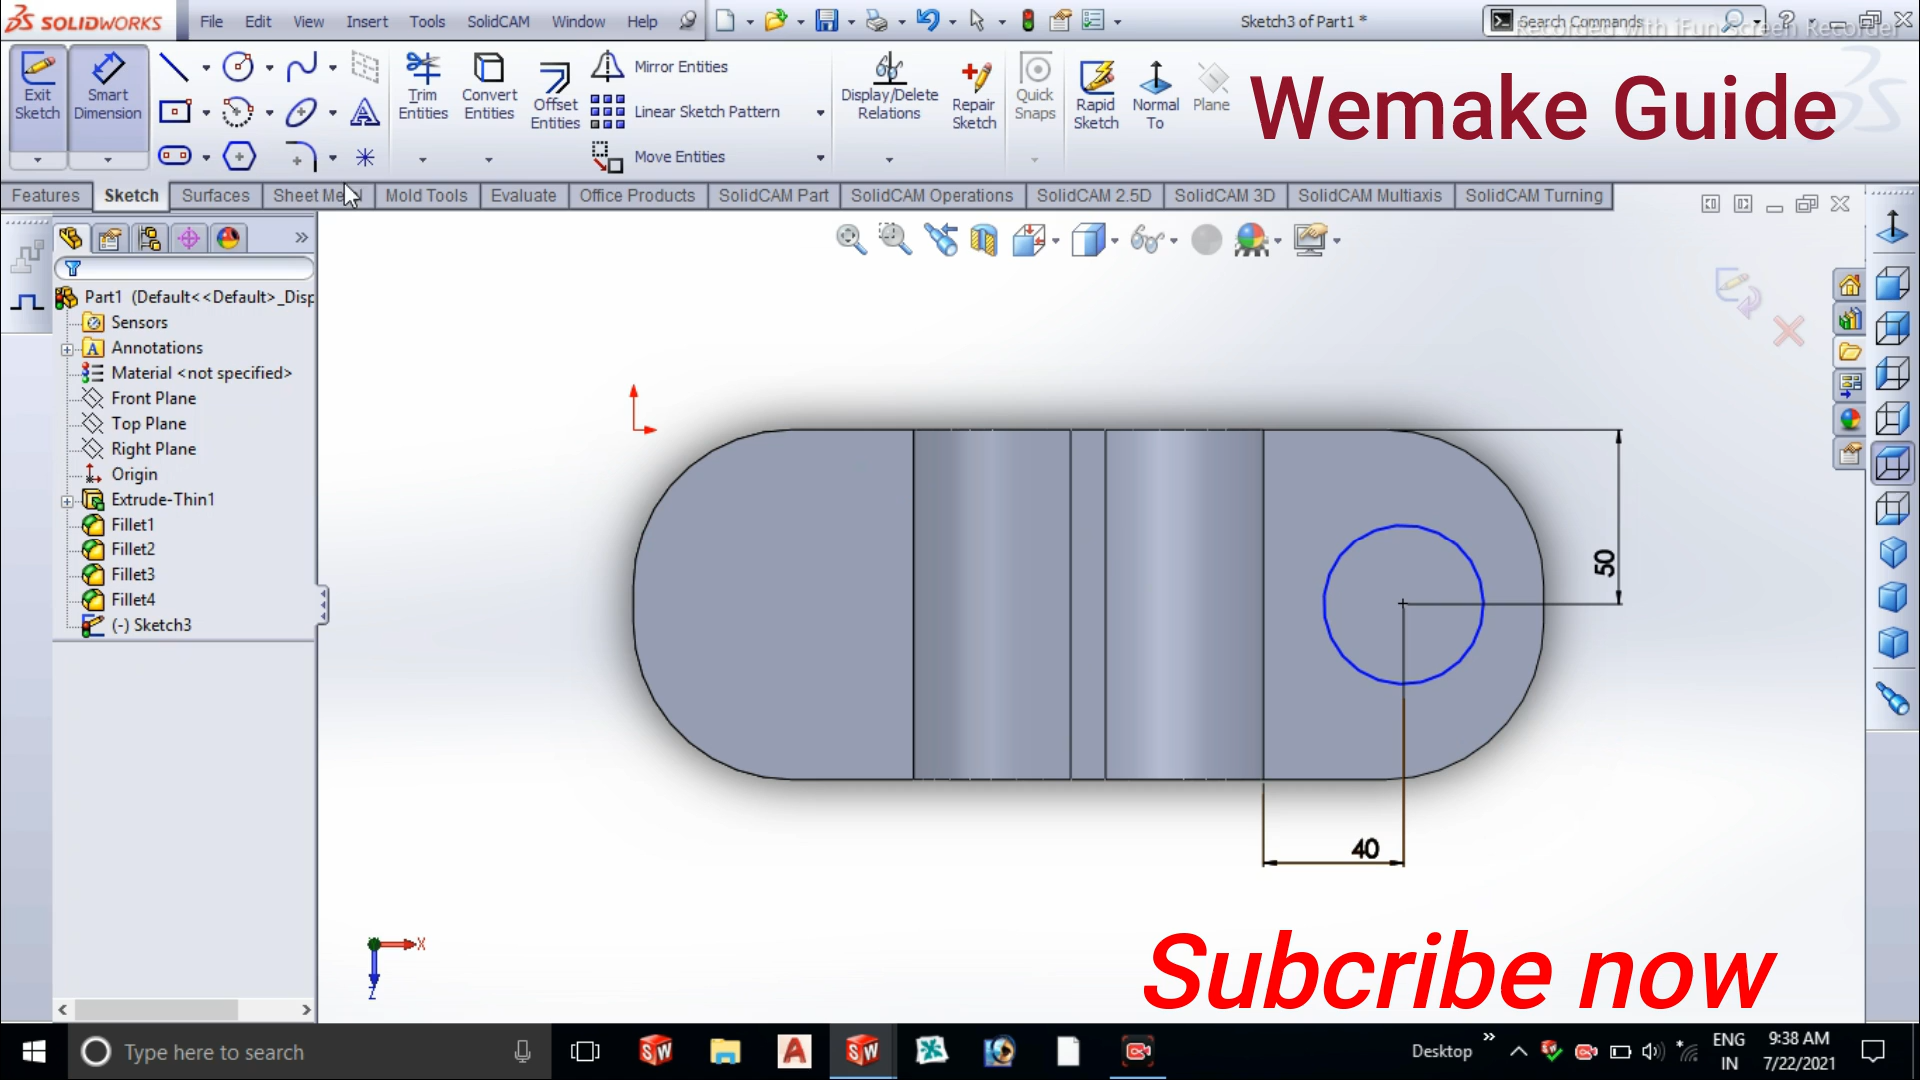 SOLIDWORKS File Edit View Insert Tools SolidCAM Window Help Sketch3 of Part1 * Search Commands
Recorded with iFun Screen Recorder
Exit Sketch
Smart Dimension
Trim Entities
Convert Entities
Offset Entities
Mirror Entities
Linear Sketch Pattern
Move Entities
Display/Delete Relations
Repair Sketch
Quick Snaps
Rapid Sketch
Normal To
Plane
Wemake Guide
Features Sketch Surfaces Sheet Me Mold Tools Evaluate Office Products SolidCAM Part SolidCAM Operations SolidCAM 2.5D SolidCAM 3D SolidCAM Multiaxis SolidCAM Turning
Part1 (Default<<Default>_Disp
Sensors
Annotations
Material <not specified>
Front Plane
Top Plane
Right Plane
Origin
Extrude-Thin1
Fillet1
Fillet2
Fillet3
Fillet4
(-) Sketch3
50
40
X
Z
Subcribe now
Type here to search
Desktop
ENG
IN
9:38 AM
7/22/2021